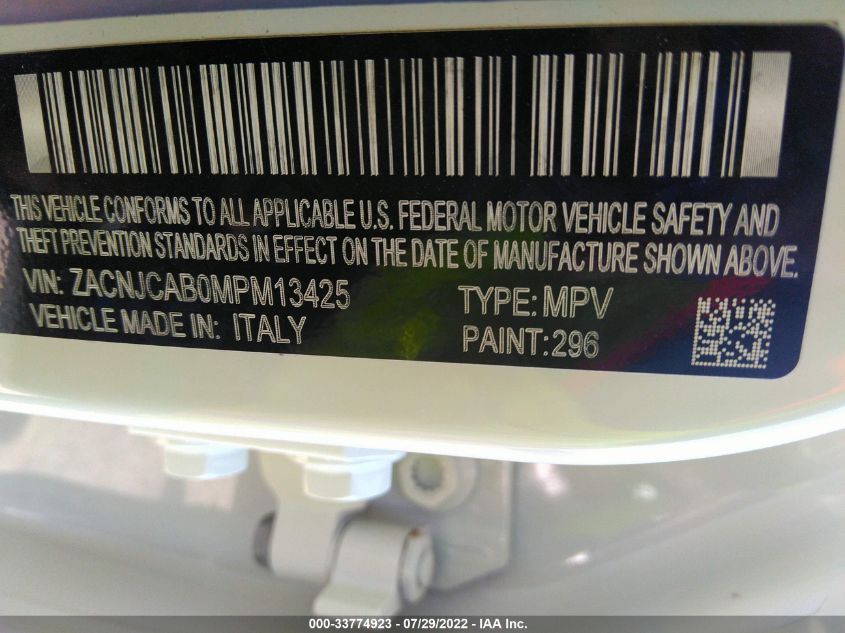 THIS VEHICLE CONFORMS TO ALL APPLICABLE U.S. FEDERAL MOTOR VEHICLE SAFETY AND
THEFT PREVENTION STANDARDS IN EFFECT ON THE DATE OF MANUFACTURE SHOWN ABOVE.
VIN: ZACNJCAB0MPM13425 TYPE: MPV
VEHICLE MADE IN: ITALY PAINT:296
000-33774923 - 07/29/2022 - IAA Inc.